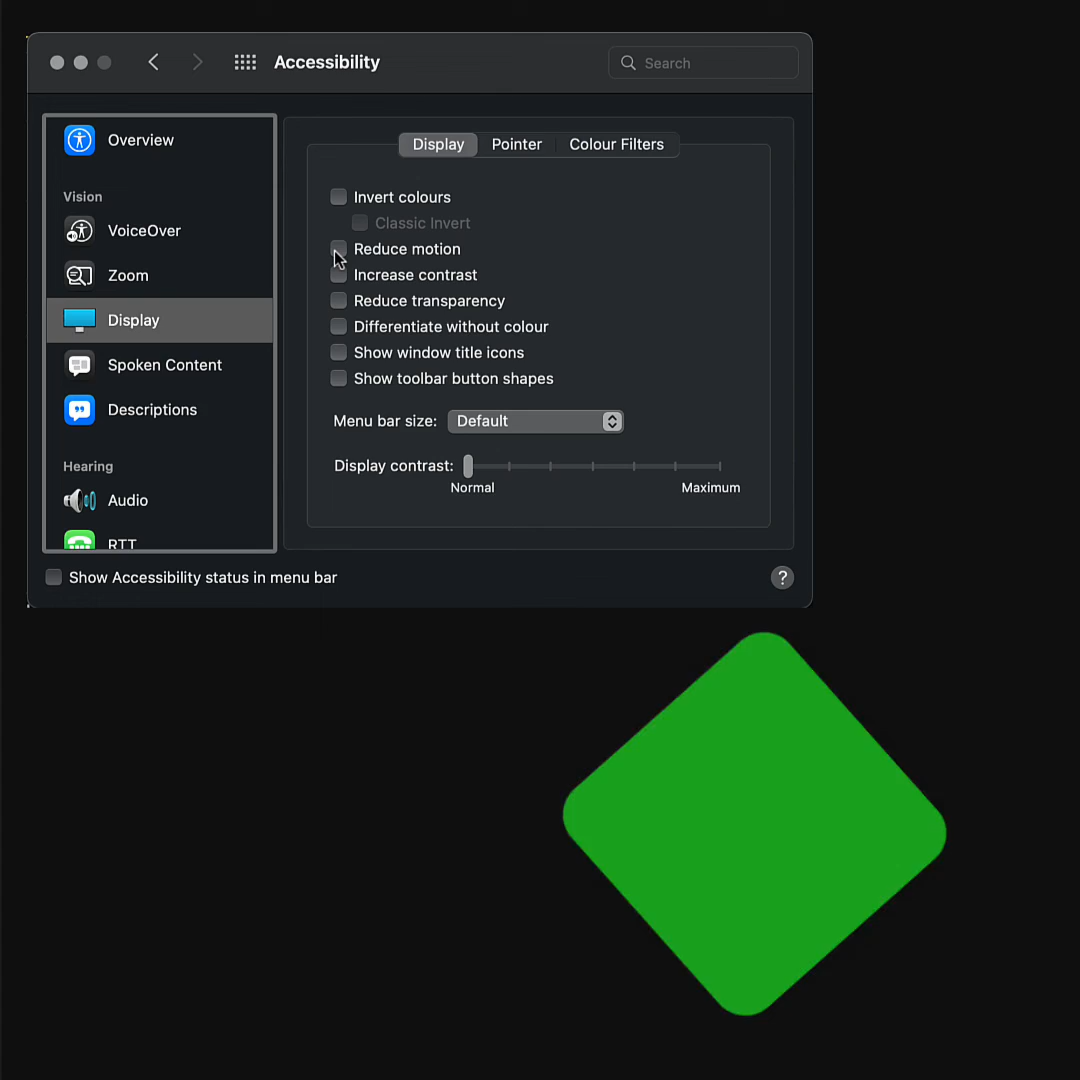 Accessibility
Search
Overview
Vision
VoiceOver
Zoom
Display
Spoken Content
Descriptions
Hearing
Audio
RTT
Display Pointer Colour Filters
Invert colours
Classic Invert
Reduce motion
Increase contrast
Reduce transparency
Differentiate without colour
Show window title icons
Show toolbar button shapes
Menu bar size: Default
Display contrast:
Normal Maximum
Show Accessibility status in menu bar
?